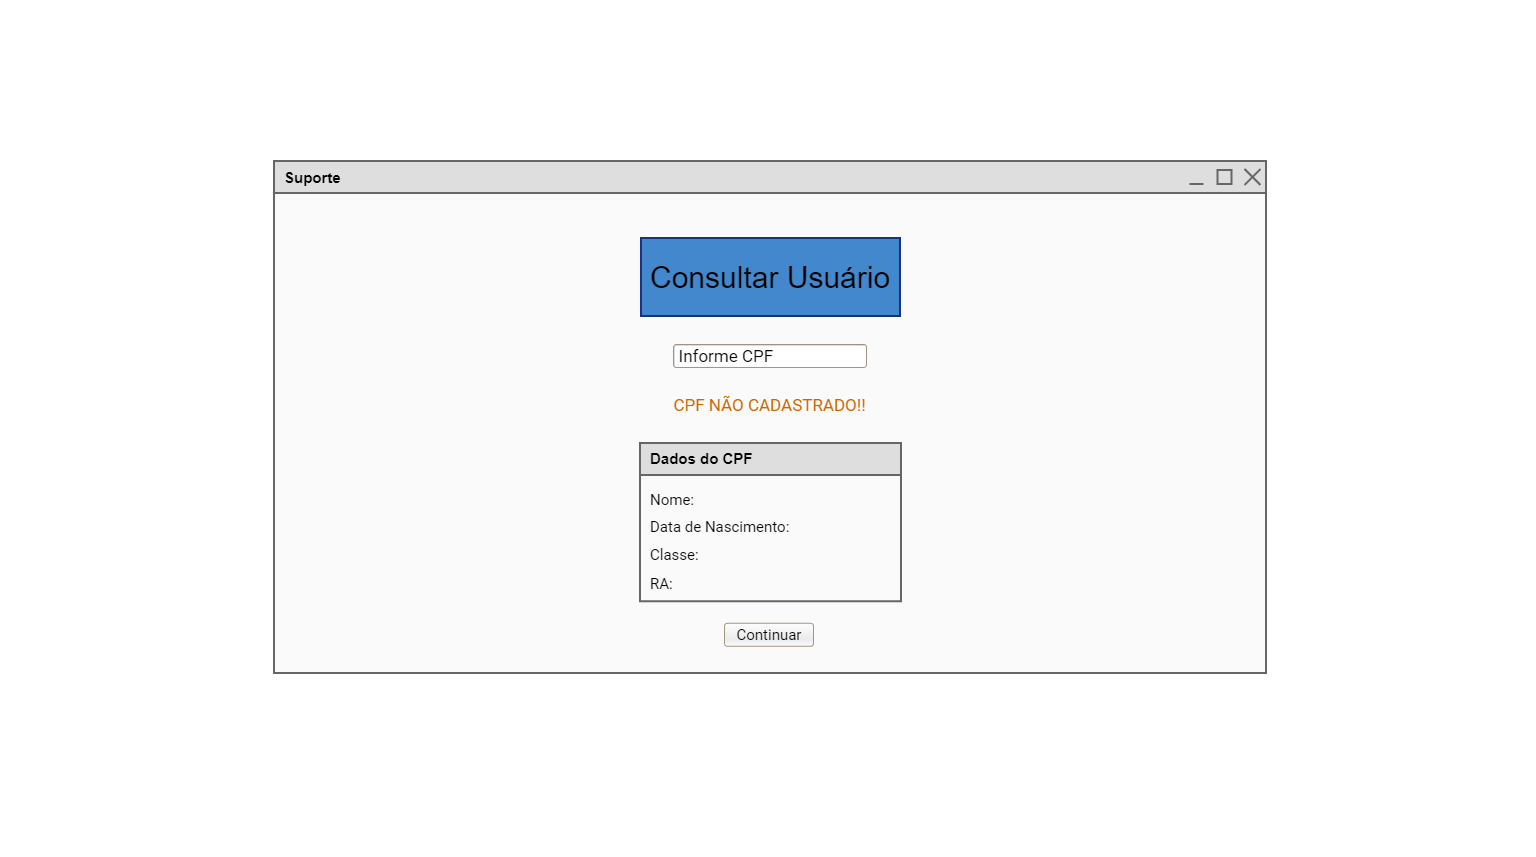 Suporte
Consultar Usuário
Informe CPF
CPF NÃO CADASTRADO!!
Dados do CPF
Nome:
Data de Nascimento:
Classe:
RA:
Continuar